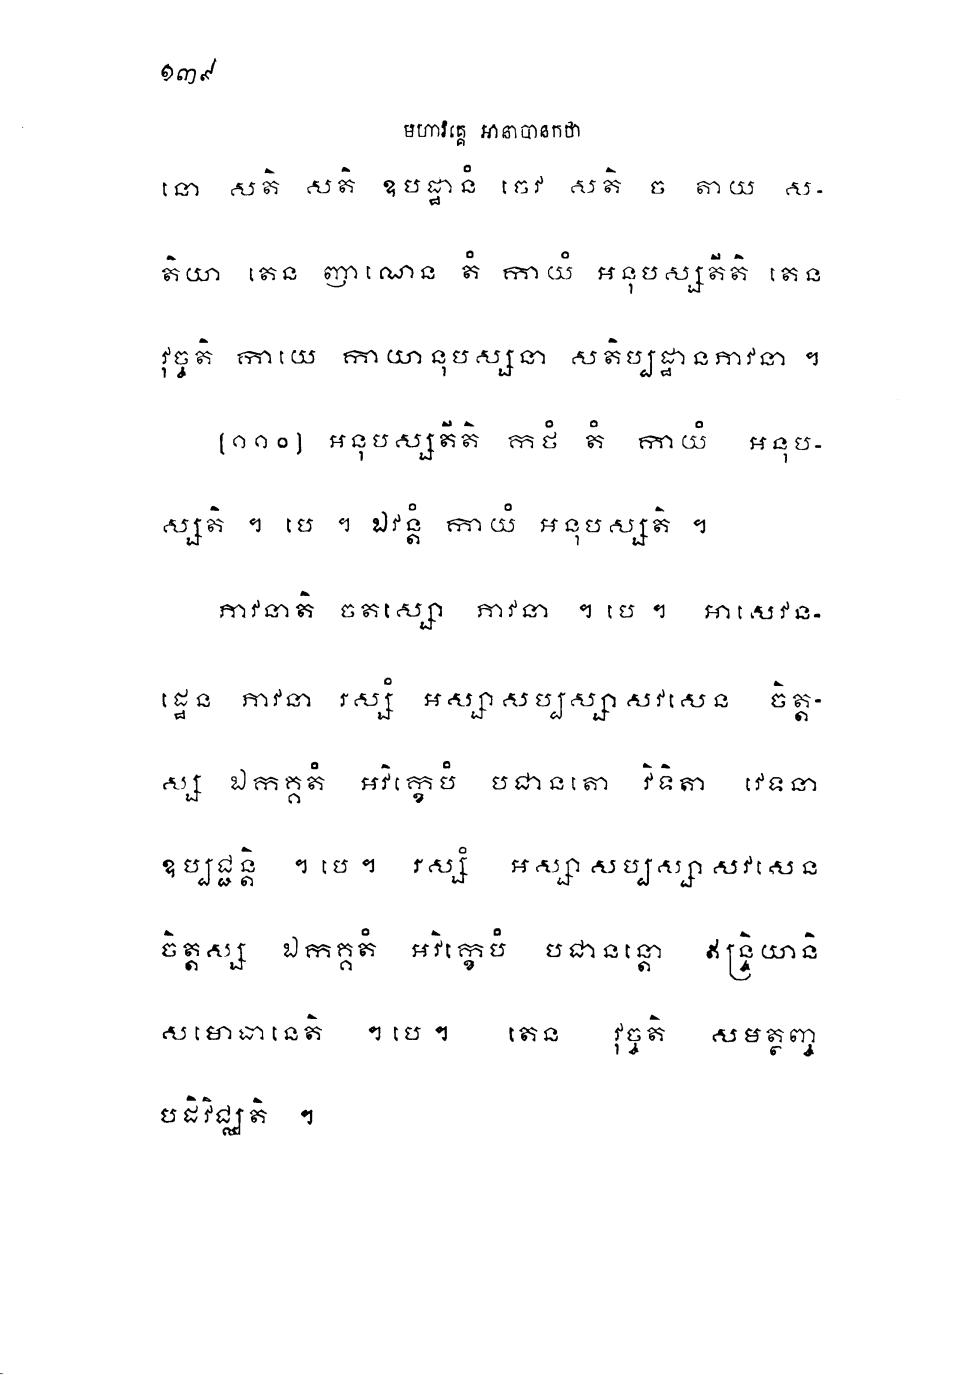 ១៣៩
មហាវគ្គេ អានាបានកថា
នោ សតិ សតិ ឧបដ្ឋានំ ចេវ សតិ ច តាយ ស-
តិយា តេន ញាណេន តំ កាយំ អនុបស្សតីតិ តេន
វុច្ចតិ កាយេ កាយានុបស្សនា សតិប្បដ្ឋានភាវនា ។
(១១០) អនុបស្សតីតិ កថំ តំ កាយំ អនុប-
ស្សតិ ។ បេ ។ ឯវន្តំ កាយំ អនុបស្សតិ ។
ភាវនាតិ ចតស្សោ ភាវនា ។ បេ ។ អាសេវន-
ដ្ឋេន ភាវនា រស្សំ អស្សាសប្បស្សាសវសេន ចិត្ត-
ស្ស ឯកគ្គតំ អវិក្ខេបំ បជានតោ វិទិតា វេទនា
ឧប្បជ្ជន្តិ ។ បេ ។ រស្សំ អស្សាសប្បស្សាសវសេន
ចិត្តស្ស ឯកគ្គតំ អវិក្ខេបំ បជានន្តោ ឥន្ទ្រិយានិ
សមោធានេតិ ។ បេ ។ តេន វុច្ចតិ សមត្ថញ្ច
បដិវិជ្ឈតិ ។